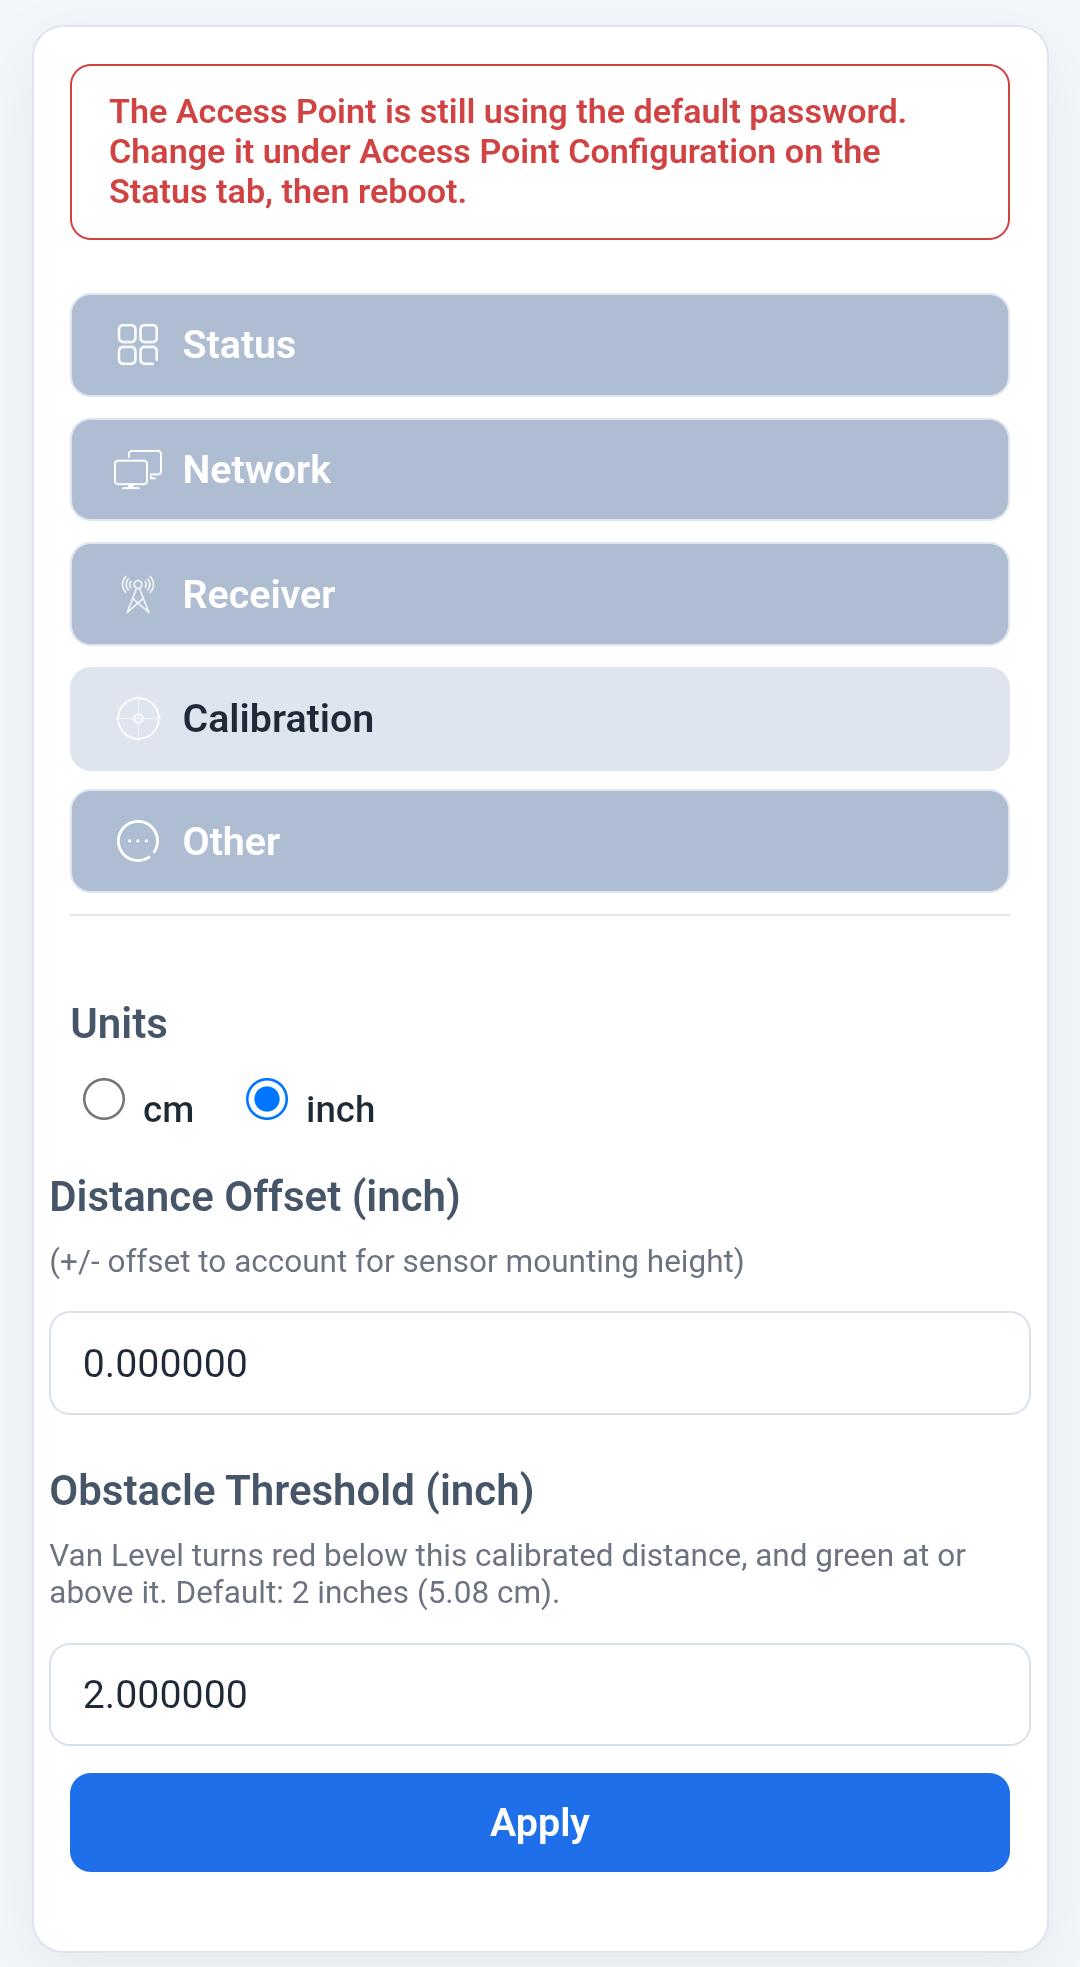 The Access Point is still using the default password.
Change it under Access Point Configuration on the
Status tab, then reboot.
Status
Network
Receiver
Calibration
Other
Units
cm
inch
Distance Offset (inch)
(+/- offset to account for sensor mounting height)
0.000000
Obstacle Threshold (inch)
Van Level turns red below this calibrated distance, and green at or
above it. Default: 2 inches (5.08 cm).
2.000000
Apply